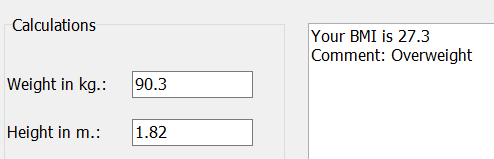 Calculations
Weight in kg.: 90.3
Height in m.: 1.82
Your BMI is 27.3
Comment: Overweight